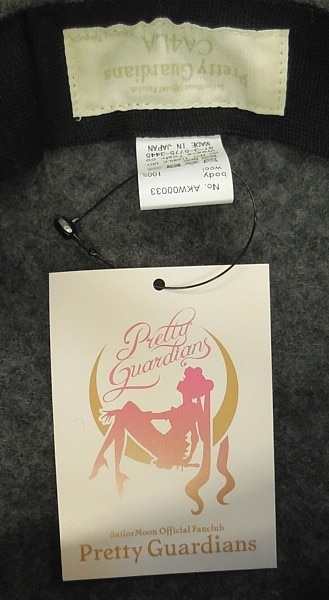 Pretty Guardians
CA4LA
No. AKW00033
body
wool 100%
MADE IN JAPAN
Pretty
Guardians
SailorMoon Official Fanclub
Pretty Guardians